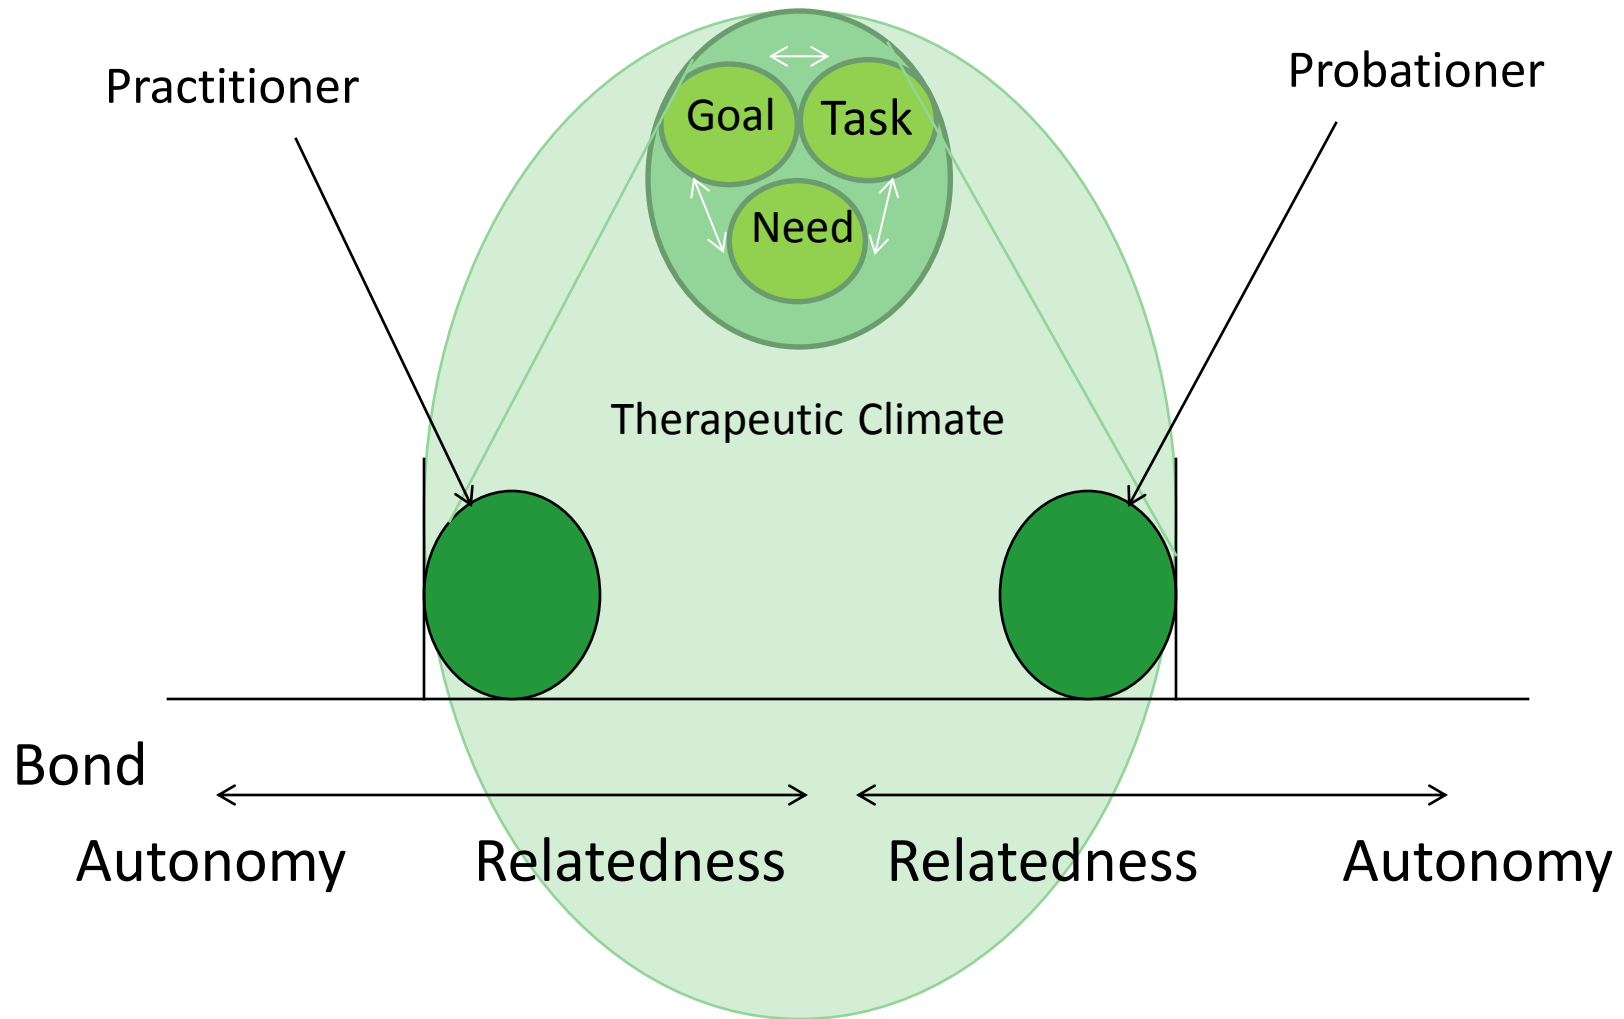 Practitioner
Probationer
Goal
Task
Need
Therapeutic Climate
Bond
Autonomy
Relatedness
Relatedness
Autonomy